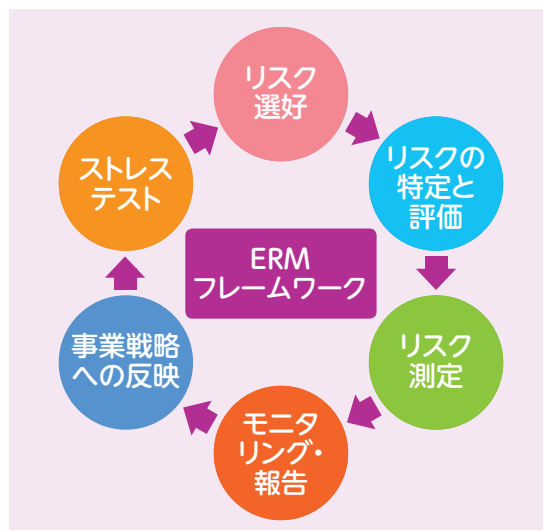 リスク
選好
リスクの
特定と
評価
リスク
測定
モニタ
リング・
報告
事業戦略
への反映
ストレス
テスト
ERM
フレームワーク